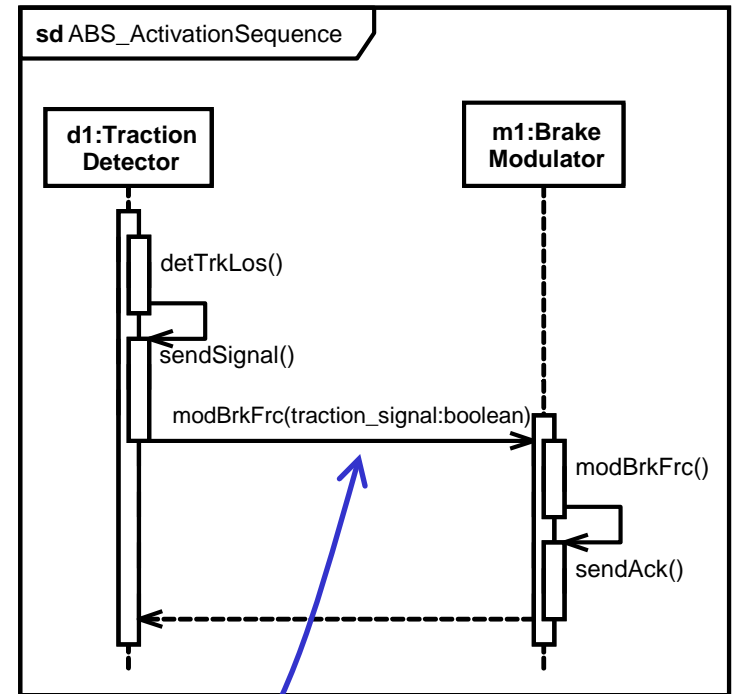 sd ABS_ActivationSequence
d1:Traction
Detector
m1:Brake
Modulator
detTrkLos()
sendSignal()
modBrkFrc(traction_signal:boolean)
modBrkFrc()
sendAck()